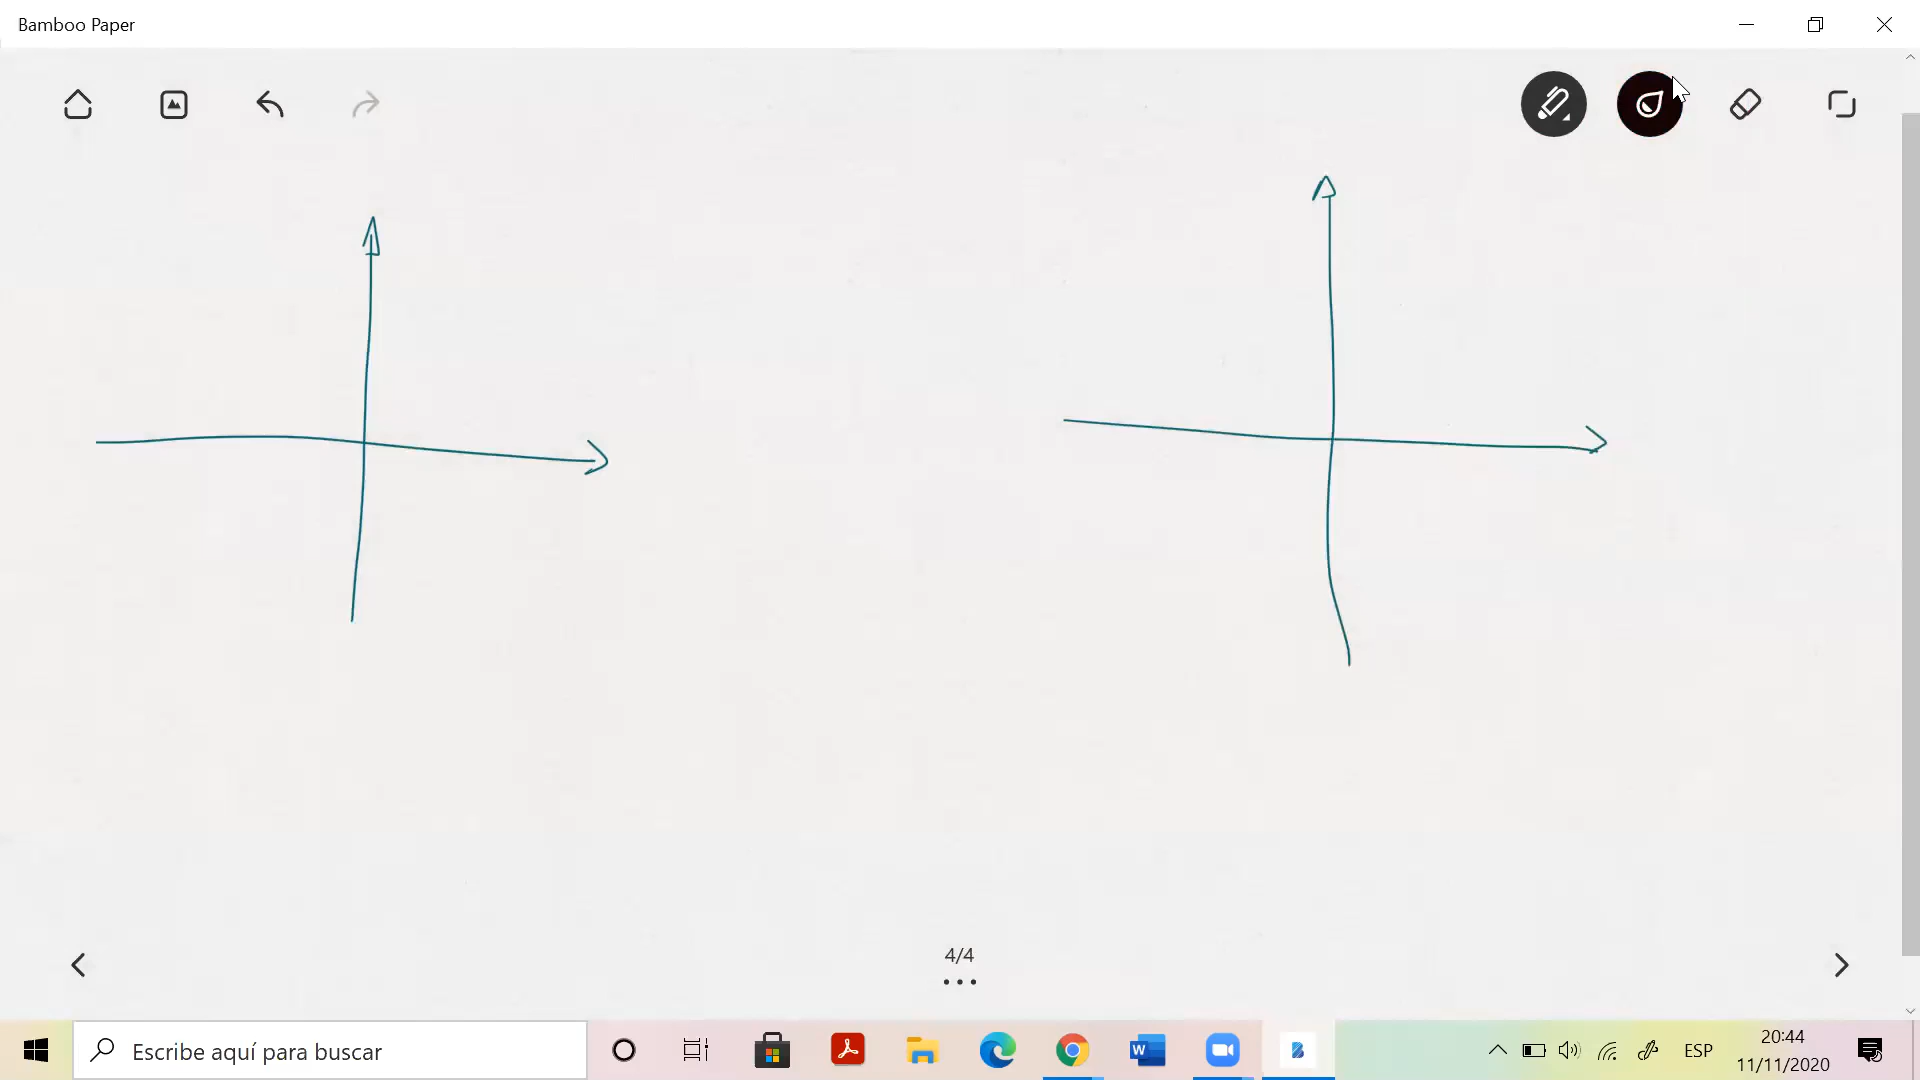 Bamboo Paper
4/4
Escribe aquí para buscar
W
ESP
20:44
11/11/2020